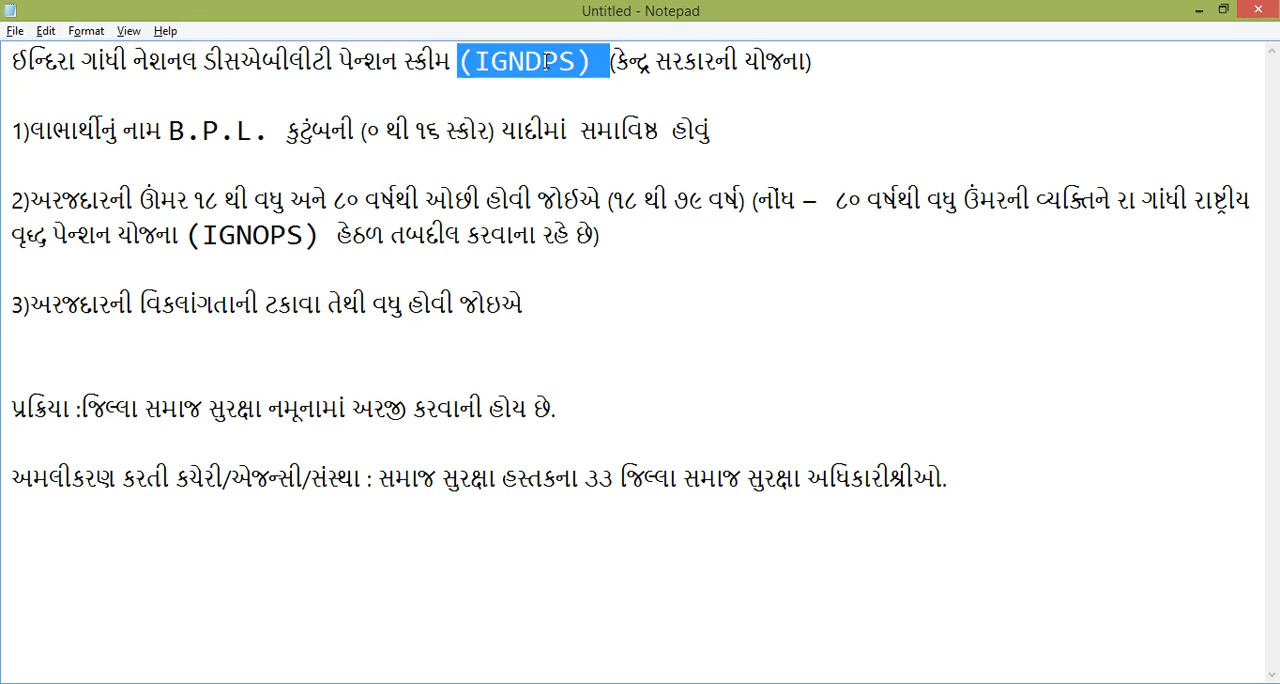 Untitled - Notepad
File Edit Format View Help
ઈન્દિરા ગાંધી નેશનલ ડીસએબીલીટી પેન્શન સ્કીમ (IGNDPS) (કેન્દ્ર સરકારની યોજના)
1)લાભાર્થીનું નામ B.P.L. કુટુંબની (૦ થી ૧૬ સ્કોર) યાદીમાં સમાવિષ્ઠ હોવું
2)અરજદારની ઊંમર ૧૮ થી વધુ અને ૮૦ વર્ષથી ઓછી હોવી જોઈએ (૧૮ થી ૭૯ વર્ષ) (નોંધ – ૮૦ વર્ષથી વધુ ઉંમરની વ્યક્તિને રા ગાંધી રાષ્ટ્રીય
વૃધ્ધ પેન્શન યોજના (IGNOPS) હેઠળ તબદીલ કરવાના રહે છે)
3)અરજદારની વિકલાંગતાની ટકાવા તેથી વધુ હોવી જોઇએ
પ્રક્રિયા :જિલ્લા સમાજ સુરક્ષા નમૂનામાં અરજી કરવાની હોય છે.
અમલીકરણ કરતી કચેરી/એજન્સી/સંસ્થા : સમાજ સુરક્ષા હસ્તકના ૩૩ જિલ્લા સમાજ સુરક્ષા અધિકારીશ્રીઓ.